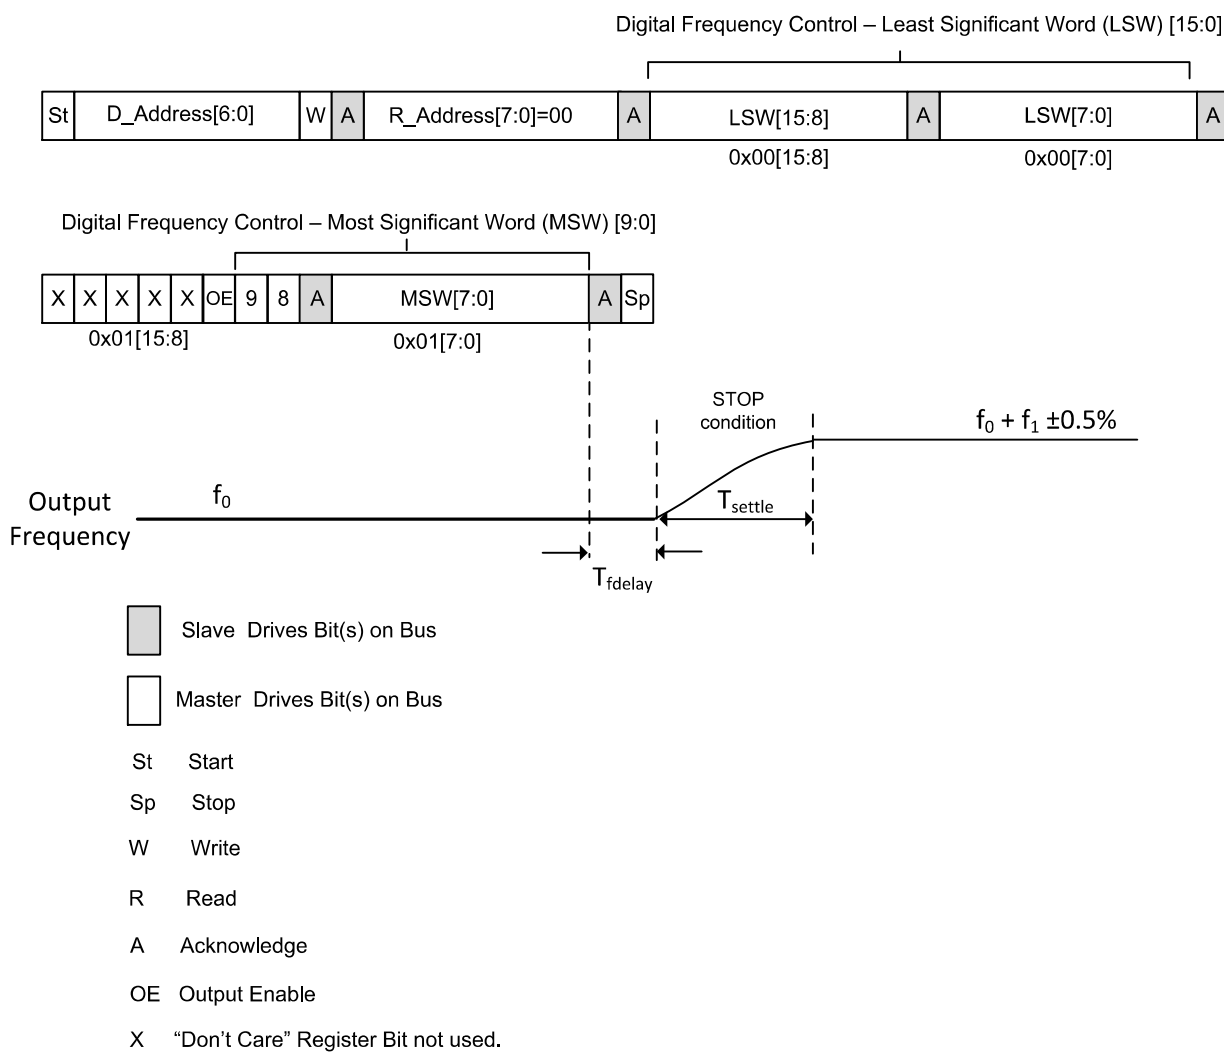 Digital Frequency Control – Least Significant Word (LSW) [15:0]
St D_Address[6:0] W A R_Address[7:0]=00 A LSW[15:8] A LSW[7:0] A
0x00[15:8] 0x00[7:0]
Digital Frequency Control – Most Significant Word (MSW) [9:0]
X X X X X OE 9 8 A MSW[7:0] A Sp
0x01[15:8] 0x01[7:0]
STOP
condition
f0 + f1 ±0.5%
f0
Output
Frequency
Tsettle
Tfdelay
Slave Drives Bit(s) on Bus
Master Drives Bit(s) on Bus
St Start
Sp Stop
W Write
R Read
A Acknowledge
OE Output Enable
X “Don’t Care” Register Bit not used.